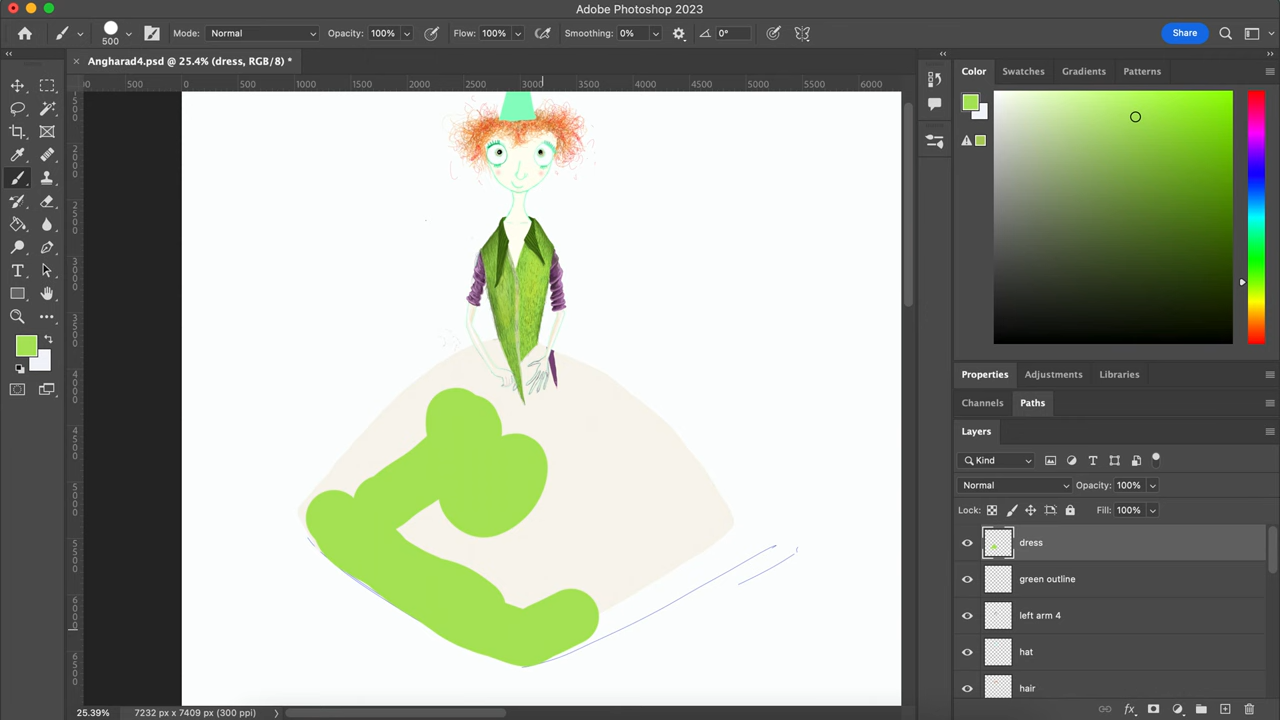 Adobe Photoshop 2023
500 Mode: Normal Opacity: 100% Flow: 100% Smoothing: 0% 0° Share
Angharad4.psd @ 25.4% (dress, RGB/8) *
0 500 1000 1500 2000 2500 3000 3500 4000 4500 5000 5500 6000
Color Swatches Gradients Patterns
Properties Adjustments Libraries
Channels Paths
Layers
Kind
Normal Opacity: 100%
Lock: Fill: 100%
dress
green outline
left arm 4
hat
hair
25.39% 7232 px x 7409 px (300 ppi)